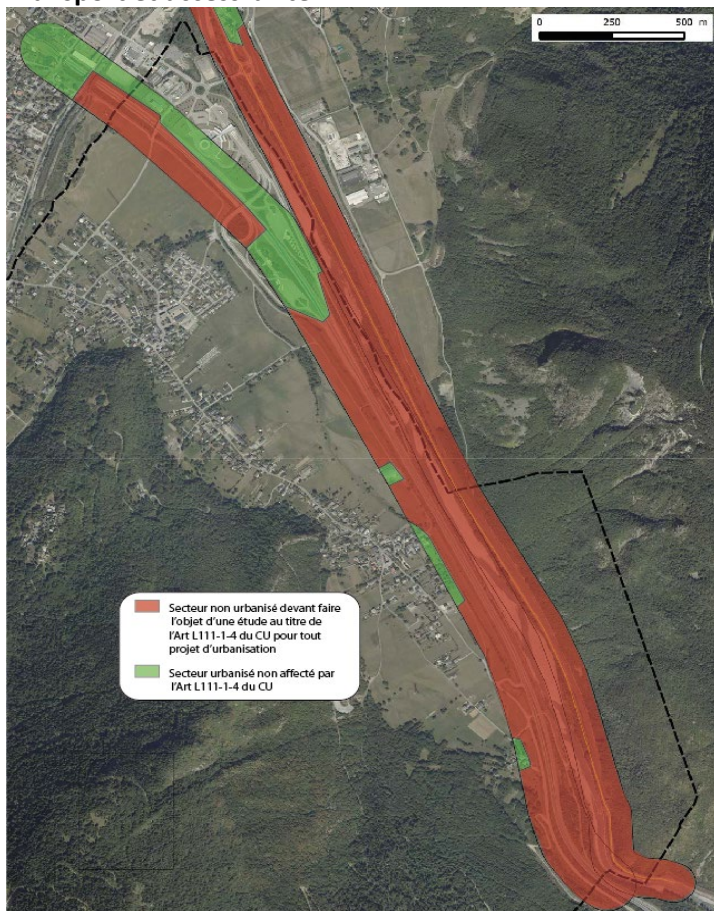 0 250 500 m
Secteur non urbanisé devant faire
l'objet d'une étude au titre de
l'Art L111-1-4 du CU pour tout
projet d'urbanisation
Secteur urbanisé non affecté par
l'Art L111-1-4 du CU